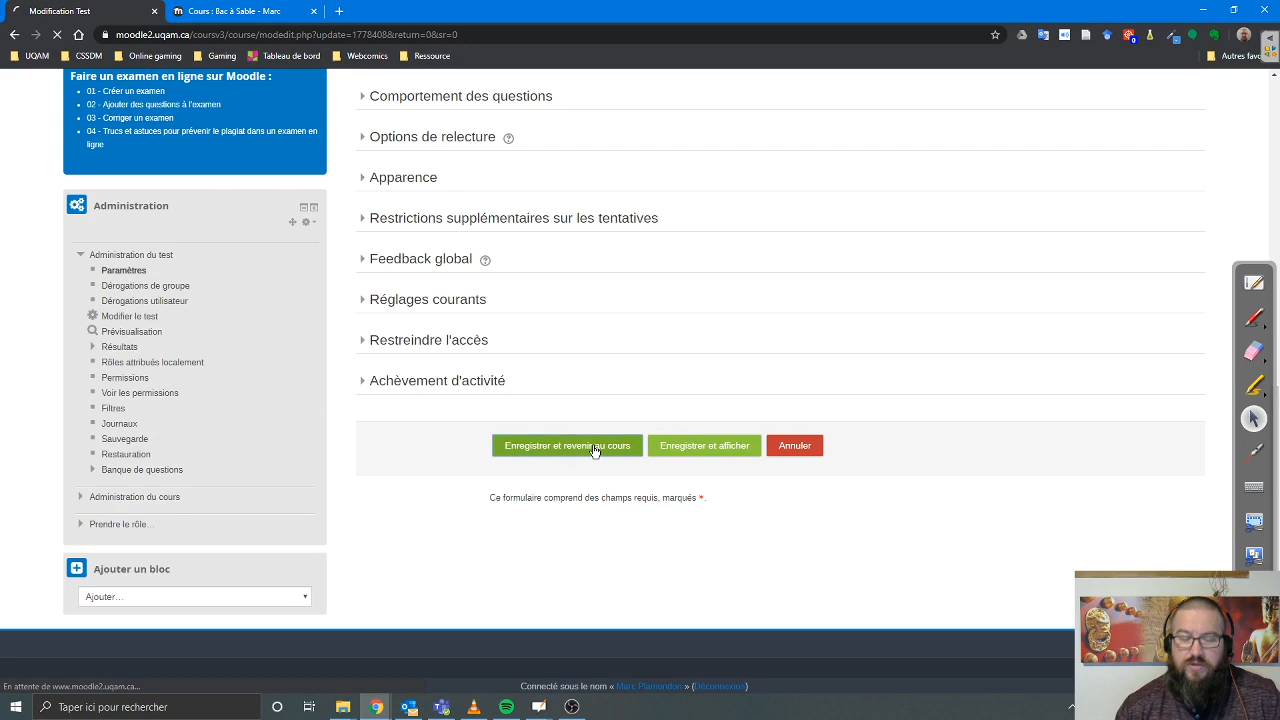 Modification Test
Cours : Bac à Sable - Marc
moodle2.uqam.ca/coursv3/course/modedit.php?update=1778408&return=0&sr=0
UQAM
CSSDM
Online gaming
Gaming
Tableau de bord
Webcomics
Ressource
Autres favo
Faire un examen en ligne sur Moodle :
01 - Créer un examen
02 - Ajouter des questions à l'examen
03 - Corriger un examen
04 - Trucs et astuces pour prévenir le plagiat dans un examen en
ligne
Administration
Administration du test
Paramètres
Dérogations de groupe
Dérogations utilisateur
Modifier le test
Prévisualisation
Résultats
Rôles attribués localement
Permissions
Voir les permissions
Filtres
Journaux
Sauvegarde
Restauration
Banque de questions
Administration du cours
Prendre le rôle…
Ajouter un bloc
Ajouter…
Comportement des questions
Options de relecture
Apparence
Restrictions supplémentaires sur les tentatives
Feedback global
Réglages courants
Restreindre l'accès
Achèvement d'activité
Enregistrer et revenir au cours
Enregistrer et afficher
Annuler
Ce formulaire comprend des champs requis, marqués *.
En attente de www.moodle2.uqam.ca...
Connecté sous le nom « Marc Plamondon » (Déconnexion)
Taper ici pour rechercher